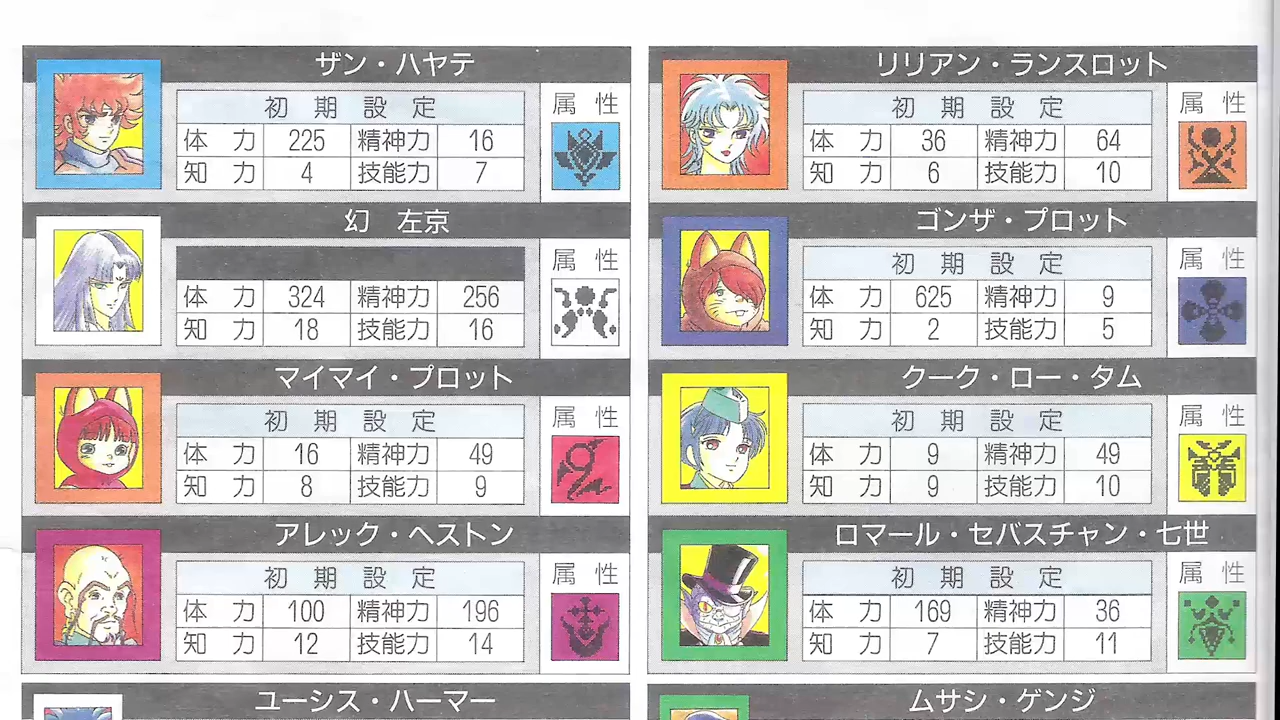 ザン・ハヤテ
初期設定
属性
体力 225 精神力 16
知力 4 技能力 7
リリアン・ランスロット
初期設定
属性
体力 36 精神力 64
知力 6 技能力 10
幻 左京
属性
体力 324 精神力 256
知力 18 技能力 16
ゴンザ・プロット
初期設定
属性
体力 625 精神力 9
知力 2 技能力 5
マイマイ・プロット
初期設定
属性
体力 16 精神力 49
知力 8 技能力 9
クーク・ロー・タム
初期設定
属性
体力 9 精神力 49
知力 9 技能力 10
アレック・ヘストン
初期設定
属性
体力 100 精神力 196
知力 12 技能力 14
ロマール・セバスチャン・七世
初期設定
属性
体力 169 精神力 36
知力 7 技能力 11
ユーシス・ハーマー
ムサシ・ゲンジ